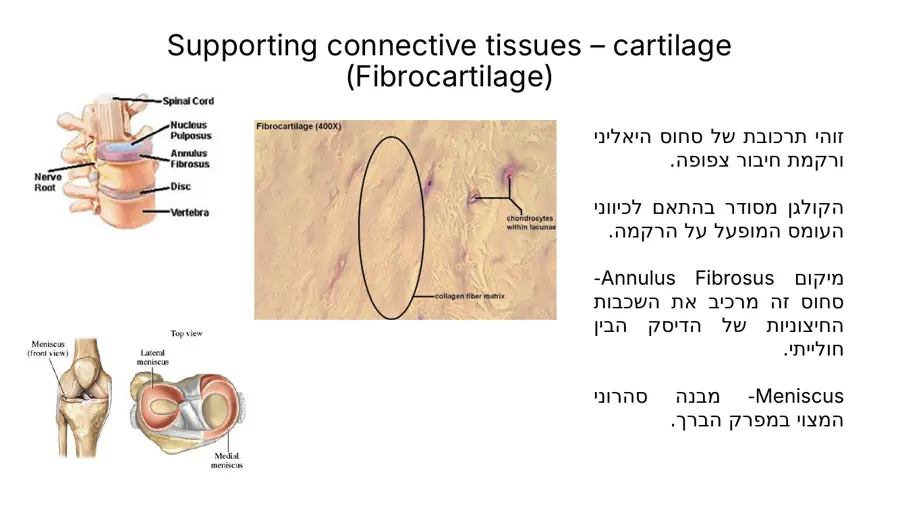 Supporting connective tissues – cartilage
(Fibrocartilage)
Spinal Cord
Nucleus
Pulposus
Annulus
Fibrosus
Nerve
Root
Disc
Vertebra
Fibrocartilage (400X)
chondrocytes
within lacunae
collagen fiber matrix
זוהי תרכובת של סחוס היאליני
ורקמת חיבור צפופה.
הקולגן מסודר בהתאם לכיווני
העומס המופעל על הרקמה.
מיקום Annulus Fibrosus-
סחוס זה מרכיב את השכבות
החיצוניות של הדיסק הבין
חולייתי.
Meniscus- מבנה סהרוני
המצוי במפרק הברך.
Meniscus
(front view)
Top view
Lateral
meniscus
Medial
meniscus